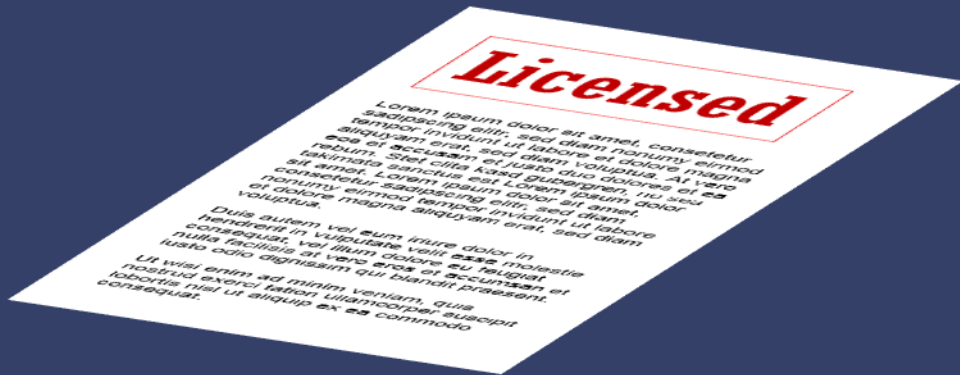 Licensed
Lorem ipsum dolor sit amet, consetetur
sadipscing elitr, sed diam nonumy eirmod
tempor invidunt ut labore et dolore magna
aliquyam erat, sed diam voluptua. At vero
eos et accusam et justo duo dolores et ea
rebum. Stet clita kasd gubergren, nu seu
takimata sanctus est Lorem ipsum dolor
sit amet. Lorem ipsum dolor sit amet,
consetetur sadipscing elitr, sed diam
nonumy eirmod tempor invidunt ut labore
et dolore magna aliquyam erat, sed diam
voluptua.
Duis autem vel eum iriure dolor in
hendrerit in vulputate velit esse molestie
consequat, vel illum dolore eu feugiat
nulla facilisis at vero eros et accumsan et
iusto odio dignissim qui blandit praesent.
Ut wisi enim ad minim veniam, quis
nostrud exerci tation ullamcorper suscipit
lobortis nisl ut aliquip ex ea commodo
consequat.